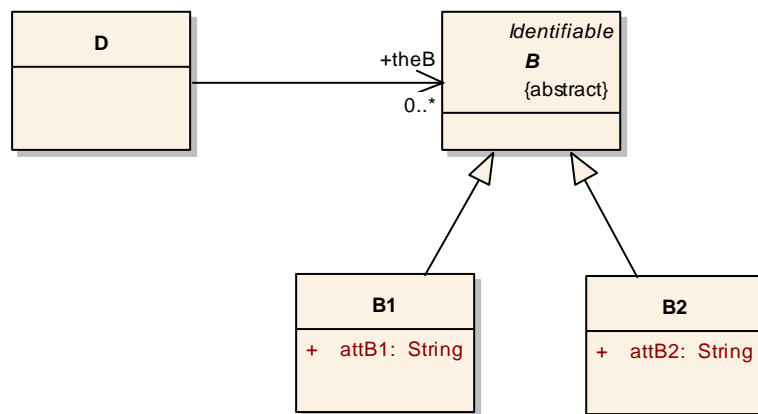 D
Identifiable
B
{abstract}
+theB
0..*
B1
+ attB1: String
B2
+ attB2: String